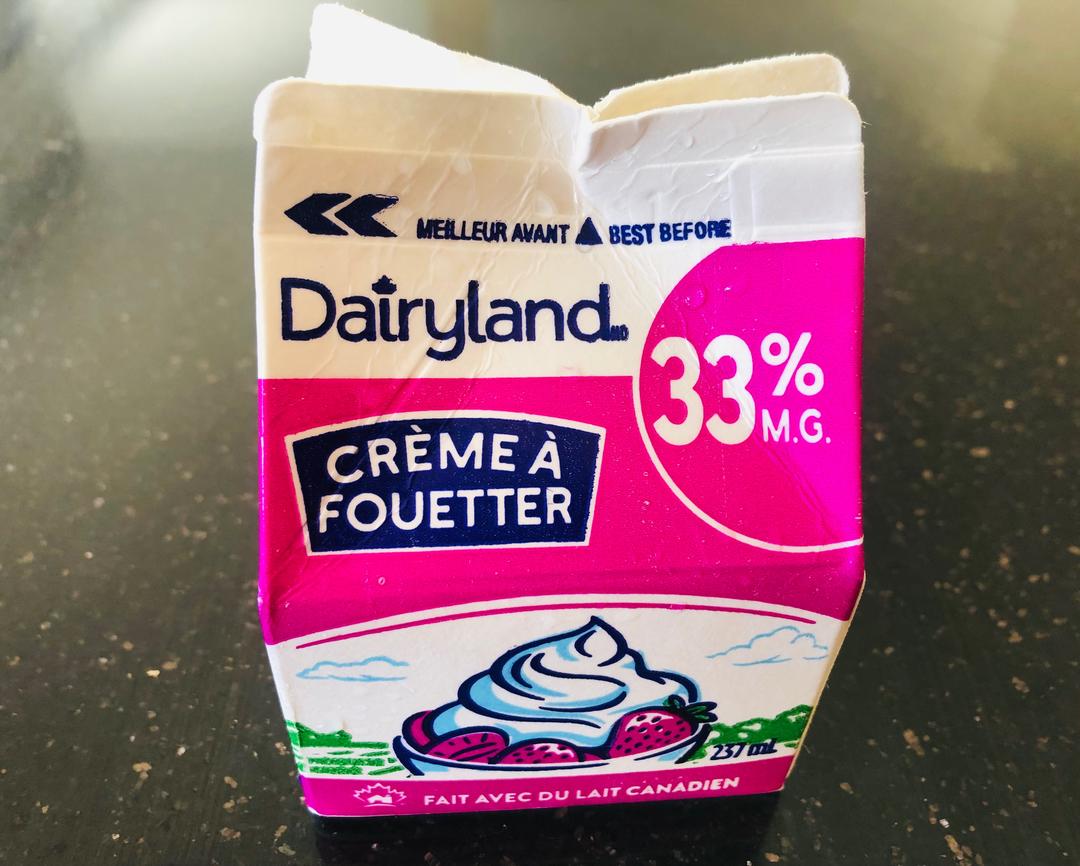 MEILLEUR AVANT ▲ BEST BEFORE
Dairyland
33%
M.G.
CRÈME À
FOUETTER
237 mL
FAIT AVEC DU LAIT CANADIEN